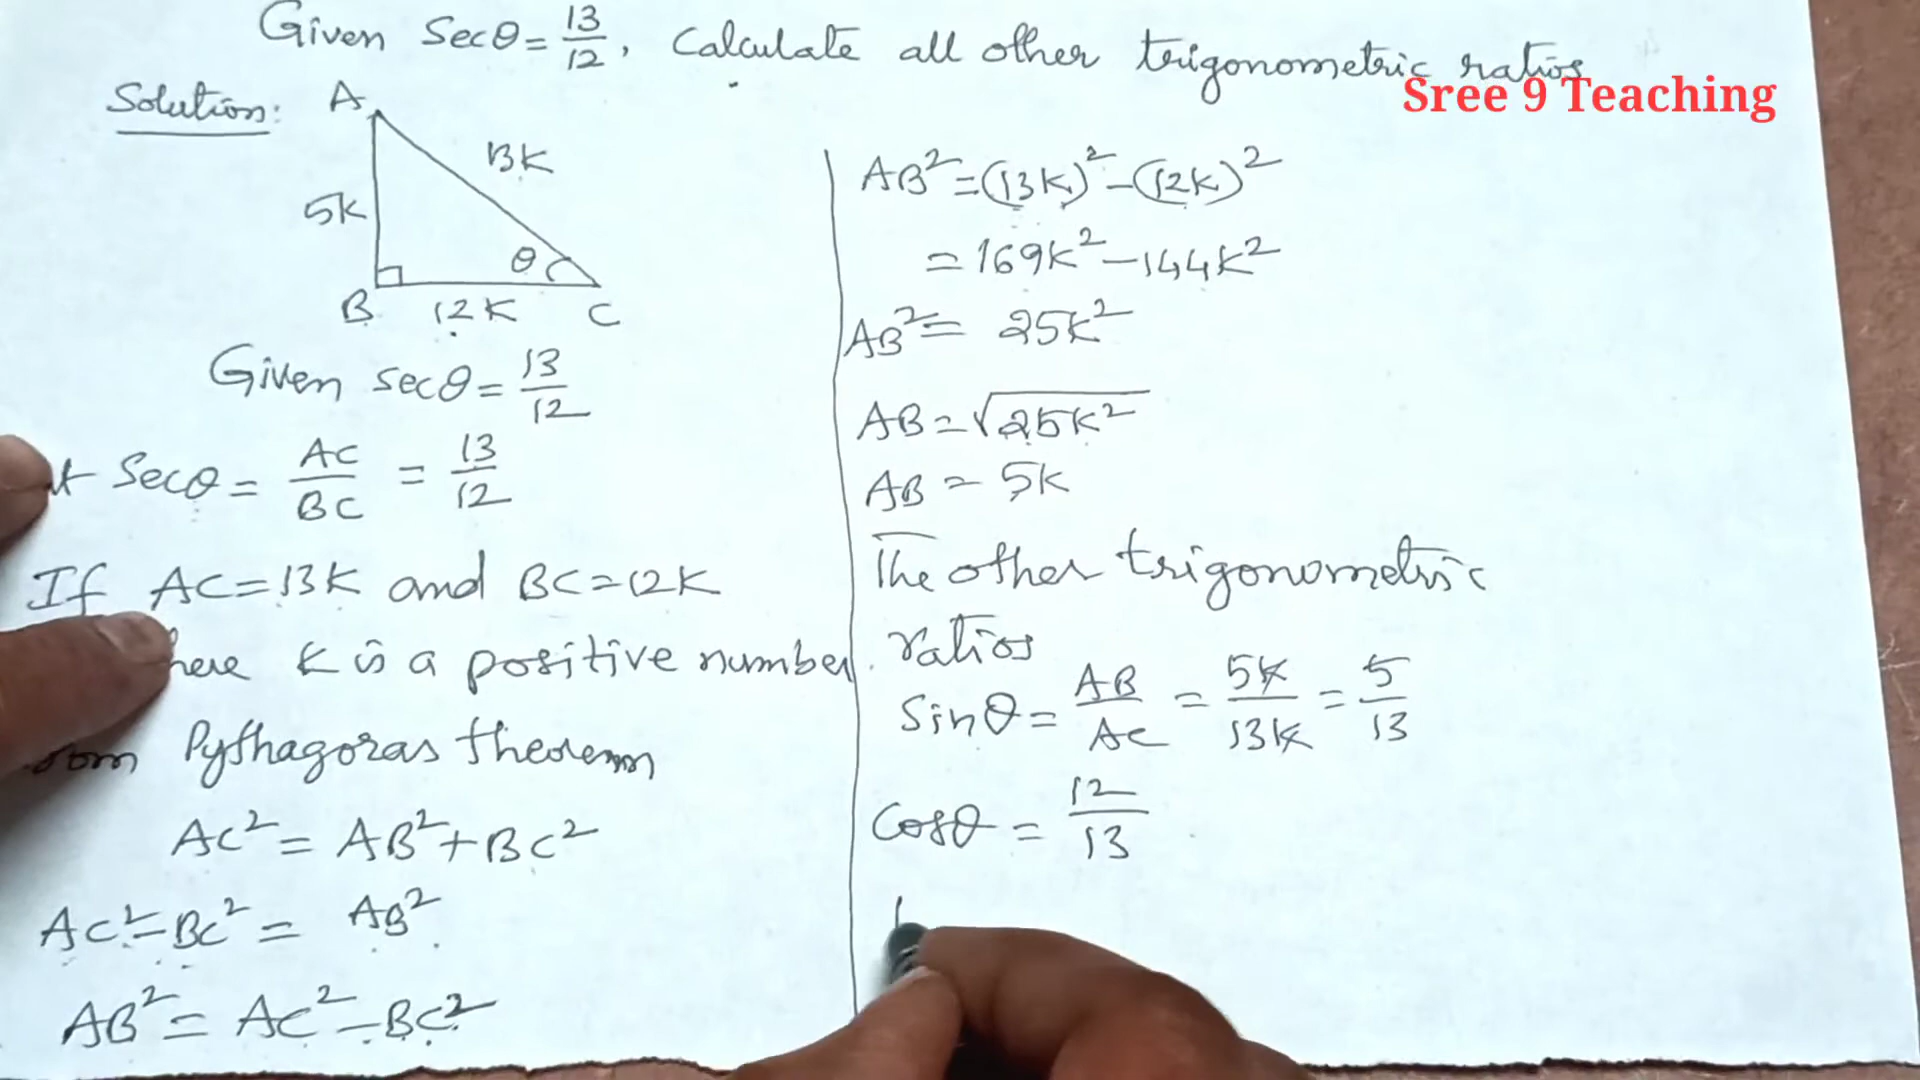 Given Secθ = 13/12, Calculate all other trigonometric ratios
Sree 9 Teaching
Solution:
A
13K
5K
θ
B 12K C
Given secθ = 13/12
Secθ = AC/BC = 13/12
If AC = 13K and BC = 12K
K is a positive number.
Pythagoras theorem
AC² = AB² + BC²
AC² - BC² = AB²
AB² = AC² - BC²
AB² = (13K)² - (12K)²
= 169K² - 144K²
AB² = 25K²
AB = √25K²
AB = 5K
The other trigonometric
ratios
Sinθ = AB/AC = 5K/13K = 5/13
Cosθ = 12/13